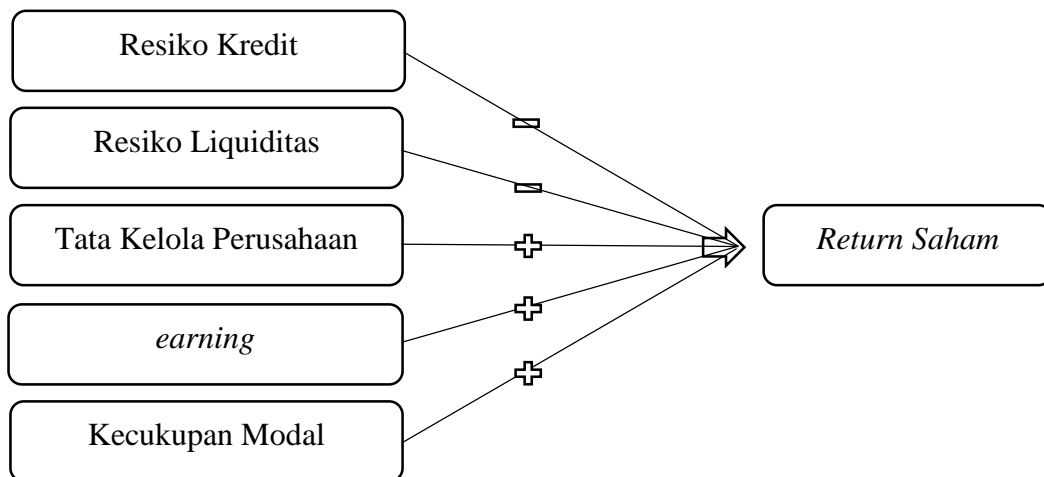 Resiko Kredit
Resiko Liquiditas
Tata Kelola Perusahaan
earning
Kecukupan Modal
Return Saham